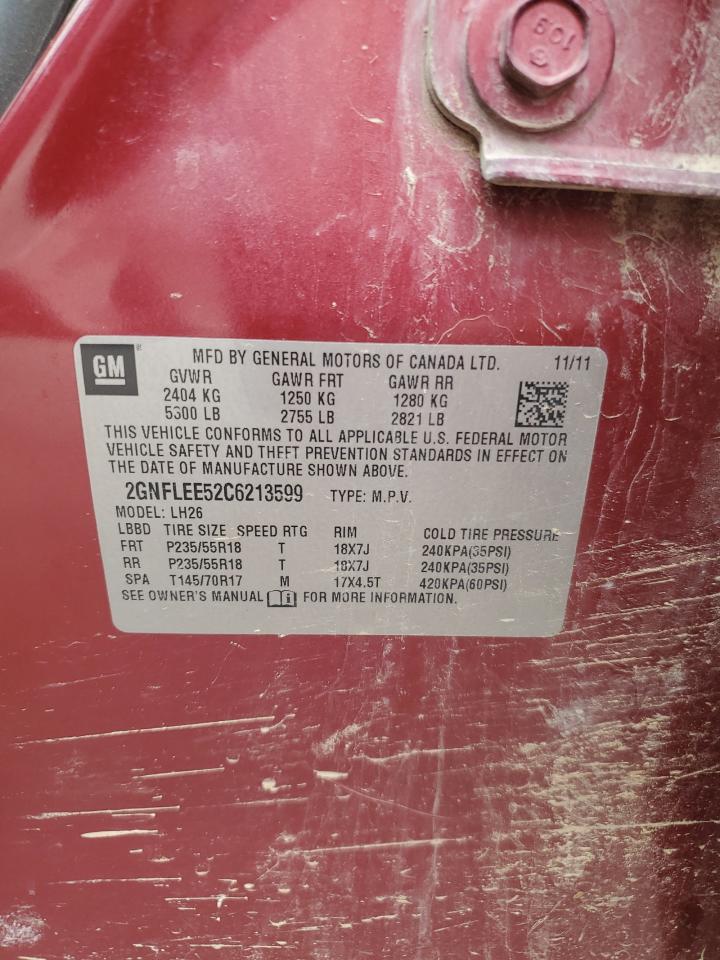 109
GM
MFD BY GENERAL MOTORS OF CANADA LTD. 11/11
GVWR GAWR FRT GAWR RR
2404 KG 1250 KG 1280 KG
5300 LB 2755 LB 2821 LB
THIS VEHICLE CONFORMS TO ALL APPLICABLE U.S. FEDERAL MOTOR
VEHICLE SAFETY AND THEFT PREVENTION STANDARDS IN EFFECT ON
THE DATE OF MANUFACTURE SHOWN ABOVE.
2GNFLEE52C6213599 TYPE: M.P.V.
MODEL: LH26
LBBD TIRE SIZE SPEED RTG RIM COLD TIRE PRESSURE
FRT P235/55R18 T 18X7J 240KPA(35PSI)
RR P235/55R18 T 18X7J 240KPA(35PSI)
SPA T145/70R17 M 17X4.5T 420KPA(60PSI)
SEE OWNER'S MANUAL FOR MORE INFORMATION.